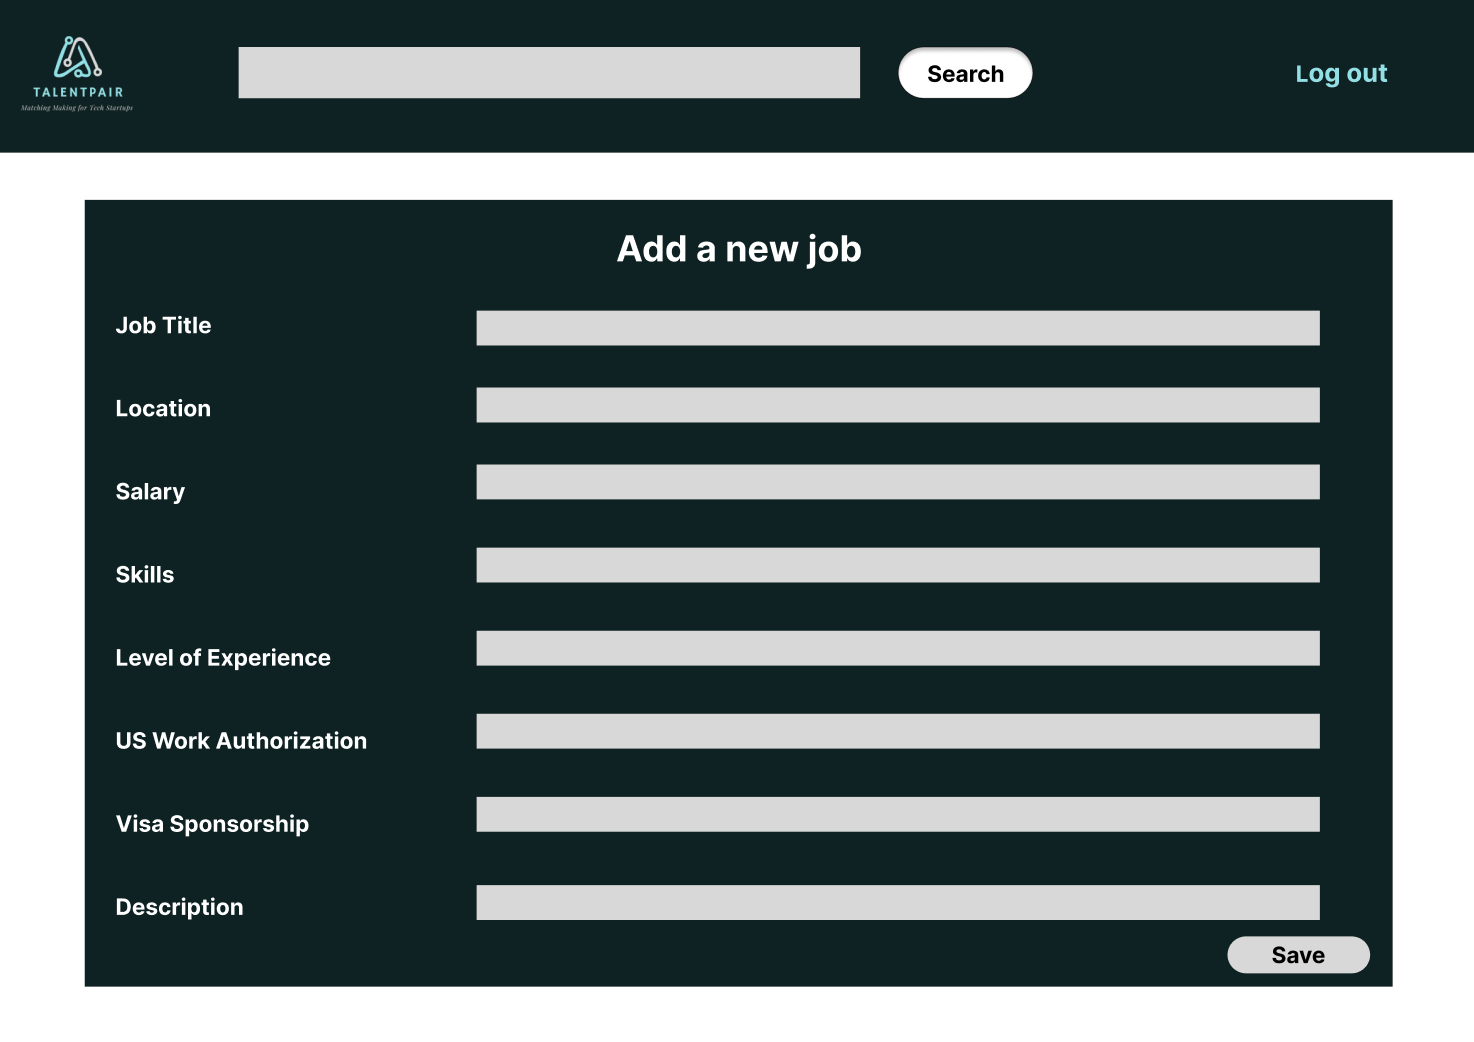 TALENTPAIR
Matching Making for Tech Startups
Search
Log out
Add a new job
Job Title
Location
Salary
Skills
Level of Experience
US Work Authorization
Visa Sponsorship
Description
Save